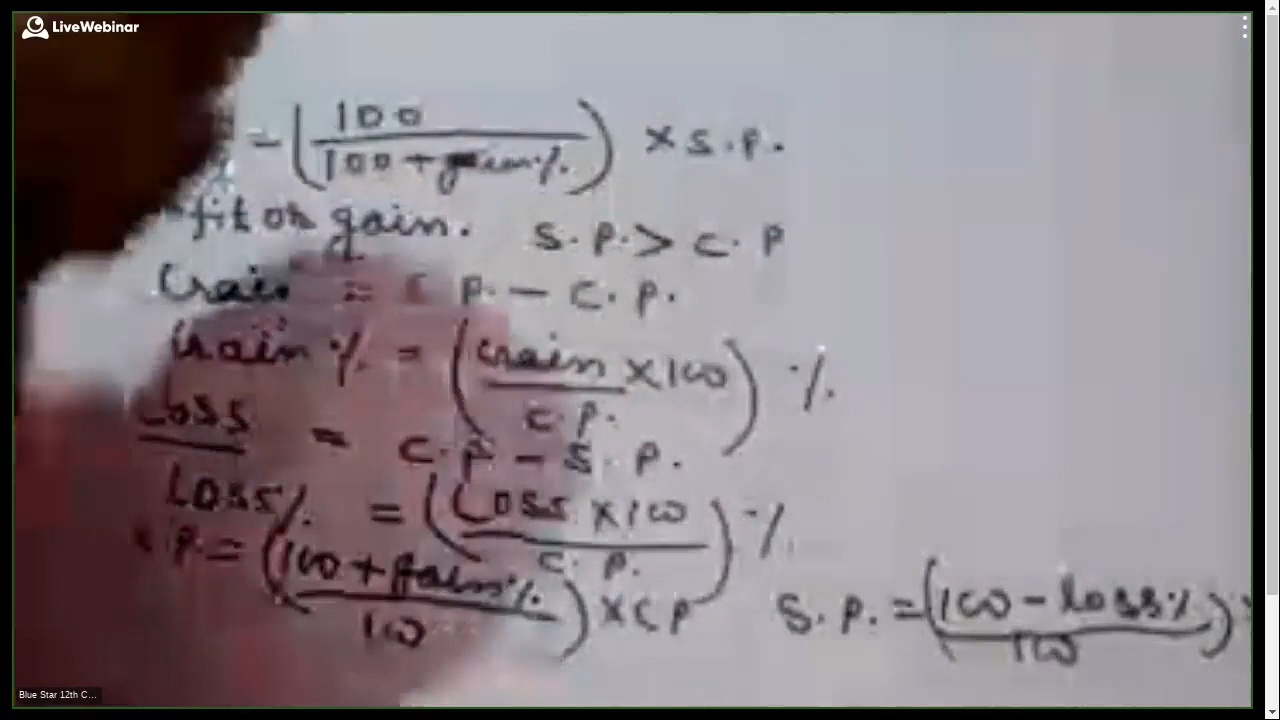 LiveWebinar
= (100 / 100 + gain%) × S.P.
fit or gain. S.P. > C.P
Gain = P. - C.P.
Gain % = (Gain × 100 / C.P.) %
Loss = C.P - S.P.
Loss% = (Loss × 100 / C.P.) %
P. = (100 + gain% / 100) × CP S.P. = (100 - loss% / 100)
Blue Star 12th C...